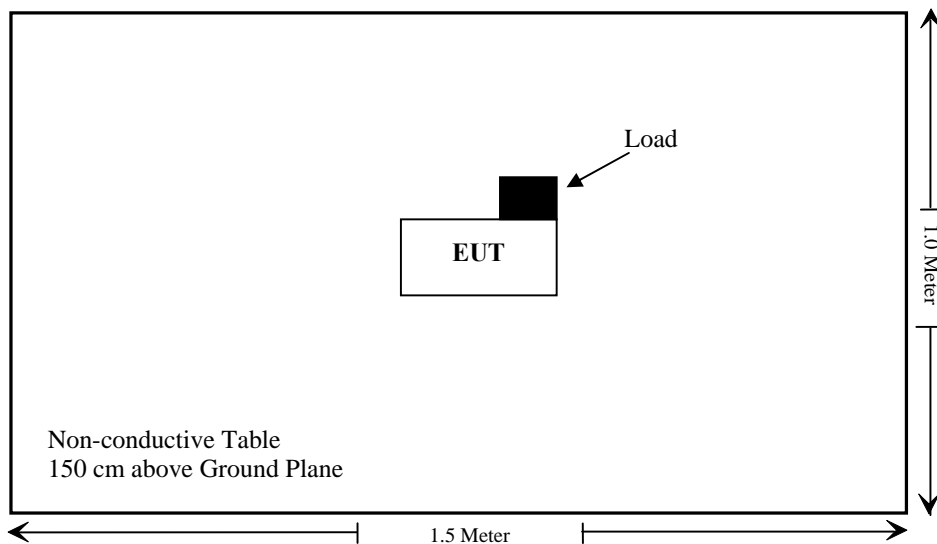 Load
EUT
1.0 Meter
Non-conductive Table
150 cm above Ground Plane
1.5 Meter